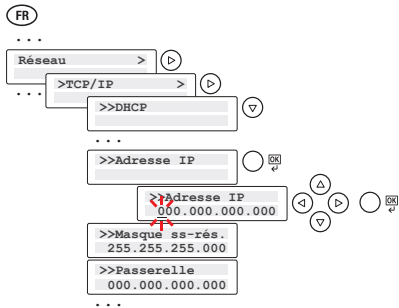 FR
...
Réseau >
>TCP/IP >
...
>>DHCP
...
>>Adresse IP
OK
>>Adresse IP
000.000.000.000
OK
>>Masque ss-rés.
255.255.255.000
>>Passerelle
000.000.000.000
...